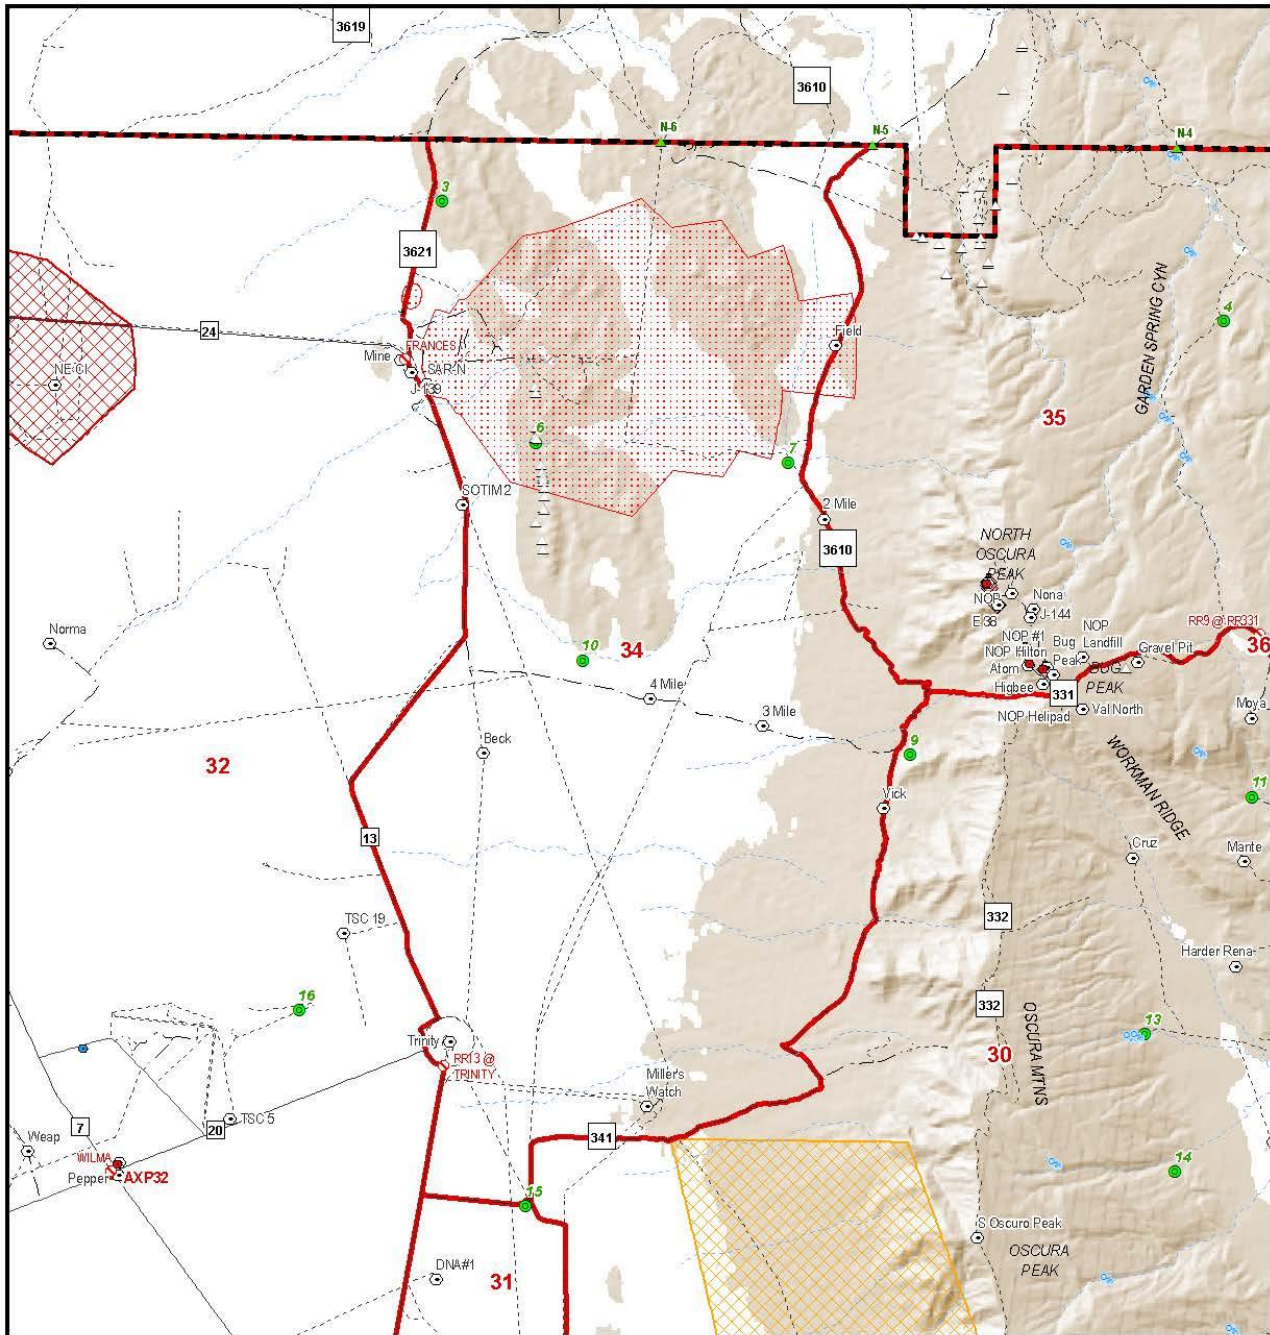 3619
3610
N-6
N-5
N-4
3
3621
4
GARDEN SPRING CYN
24
Field
FRANCES
Mine
SAR-N
NE-CI
J-139
35
6
7
SOTIM 2
2 Mile
3610
NORTH
OSCURA
PEAK
NOP
Nona
E 38
J-144
RR9 @ RR331
Norma
34
10
NOP #1
Bug
Peak
NOP
Landfill
NOP Hilton
Gravel Pit
36
Atom
4 Mile
Higbee
331
BUG
PEAK
Val North
Moya
3 Mile
NOP Helipad
Beck
9
32
WORKMAN RIDGE
11
Vick
13
Cruz
Mante
TSC 19
332
Harder Rena
16
332
OSCURA MTNS
13
Trinity
30
RR13 @
TRINITY
Miller's
Watch
TSC 5
7
20
341
Weap
WILMA
Pepper
AXP32
14
15
S Oscuro Peak
OSCURA
PEAK
DNA#1
31